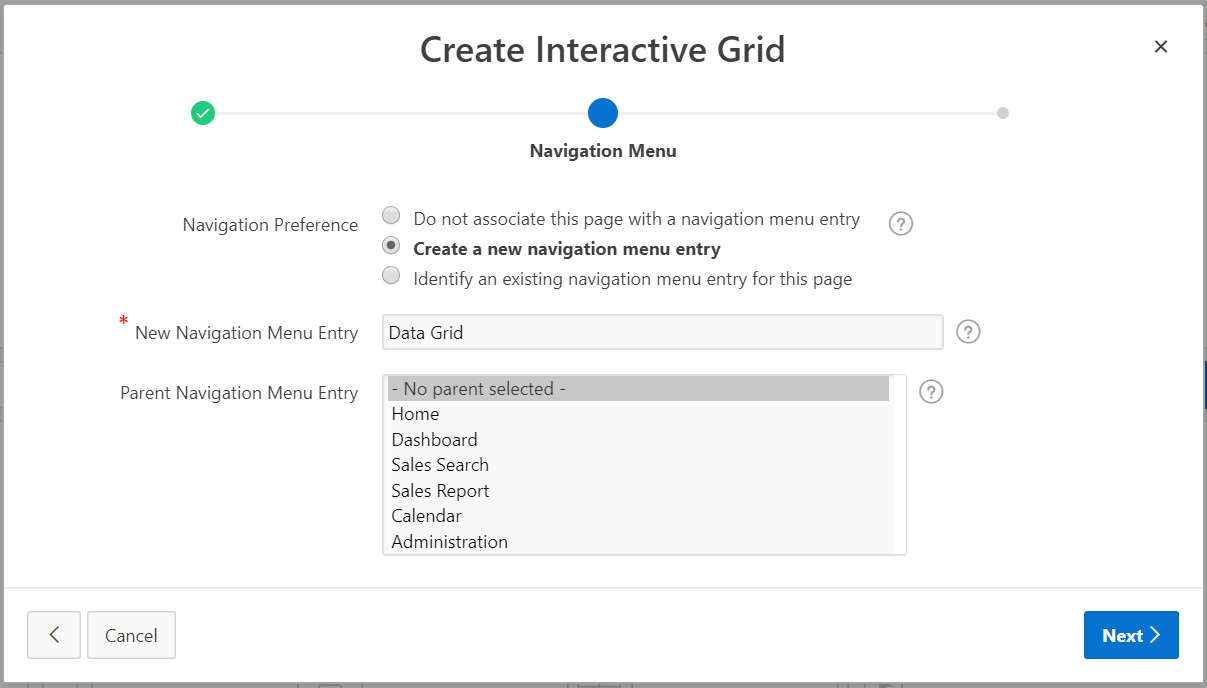 Create Interactive Grid
Navigation Menu
Navigation Preference
Do not associate this page with a navigation menu entry
Create a new navigation menu entry
Identify an existing navigation menu entry for this page
* New Navigation Menu Entry
Data Grid
Parent Navigation Menu Entry
- No parent selected -
Home
Dashboard
Sales Search
Sales Report
Calendar
Administration
Cancel
Next